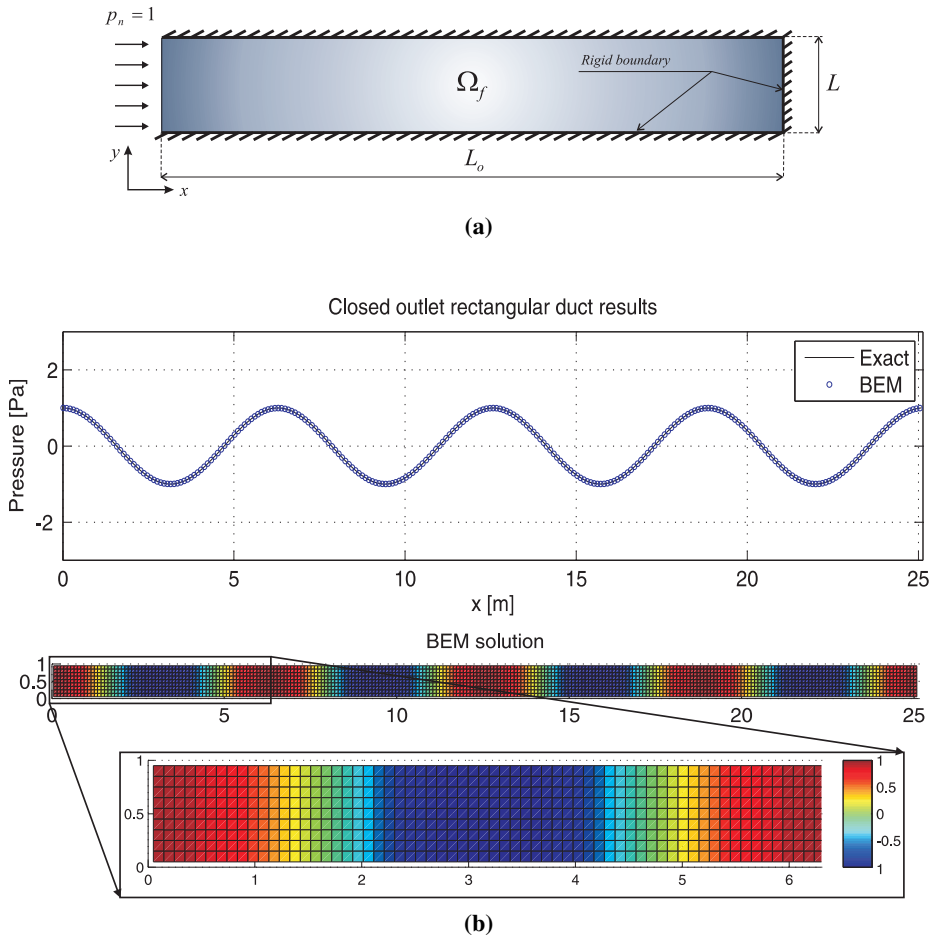 p_n = 1
Ω_f
Rigid boundary
L
y
x
L_o
(a)
Closed outlet rectangular duct results
Exact
BEM
Pressure [Pa]
2
0
-2
0
5
10
15
20
25
x [m]
BEM solution
1
0.5
0
0
5
10
15
20
25
1
0.5
0
0
1
2
3
4
5
6
1
0.5
0
-0.5
1
(b)